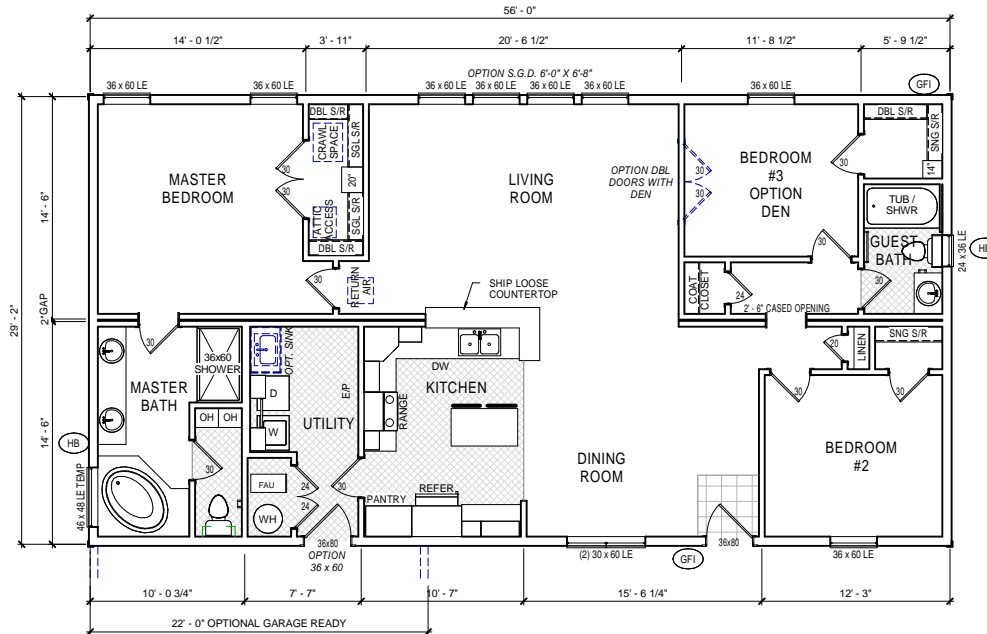 56' - 0"
14' - 0 1/2"
3' - 11"
20' - 6 1/2"
11' - 8 1/2"
5' - 9 1/2"
OPTION S.G.D. 6'-0" X 6'-8"
36 x 60 LE
36 x 60 LE
36 x 60 LE
36 x 60 LE
36 x 60 LE
36 x 60 LE
36 x 60 LE
GFI
DBL S/R
CRAWL
SPACE
SGL S/R
20"
SGL S/R
ATTIC
ACCESS
DBL S/R
30
30
MASTER
BEDROOM
LIVING
ROOM
OPTION DBL
DOORS WITH
DEN
30
30
BEDROOM
#3
OPTION
DEN
30
DBL S/R
SNG S/R
14"
TUB /
SHWR
GUEST
BATH
24 x 36 LE
HB
30
30
30
RETURN
AIR
SHIP LOOSE
COUNTERTOP
COAT
CLOSET
24
2' - 6" CASED OPENING
14' - 6"
29' - 2"
2" GAP
14' - 6"
30
36x60
SHOWER
MASTER
BATH
OH
OH
30
HB
46 x 48 LE TEMP
OPT. SINK
D
W
E/P
UTILITY
FAU
WH
24
24
30
36x80
OPTION
36 x 60
DW
KITCHEN
RANGE
PANTRY
REFER
DINING
ROOM
(2) 30 x 60 LE
GFI
36x80
20
LINEN
SNG S/R
30
30
BEDROOM
#2
36 x 60 LE
10' - 0 3/4"
7' - 7"
10' - 7"
15' - 6 1/4"
12' - 3"
22' - 0" OPTIONAL GARAGE READY